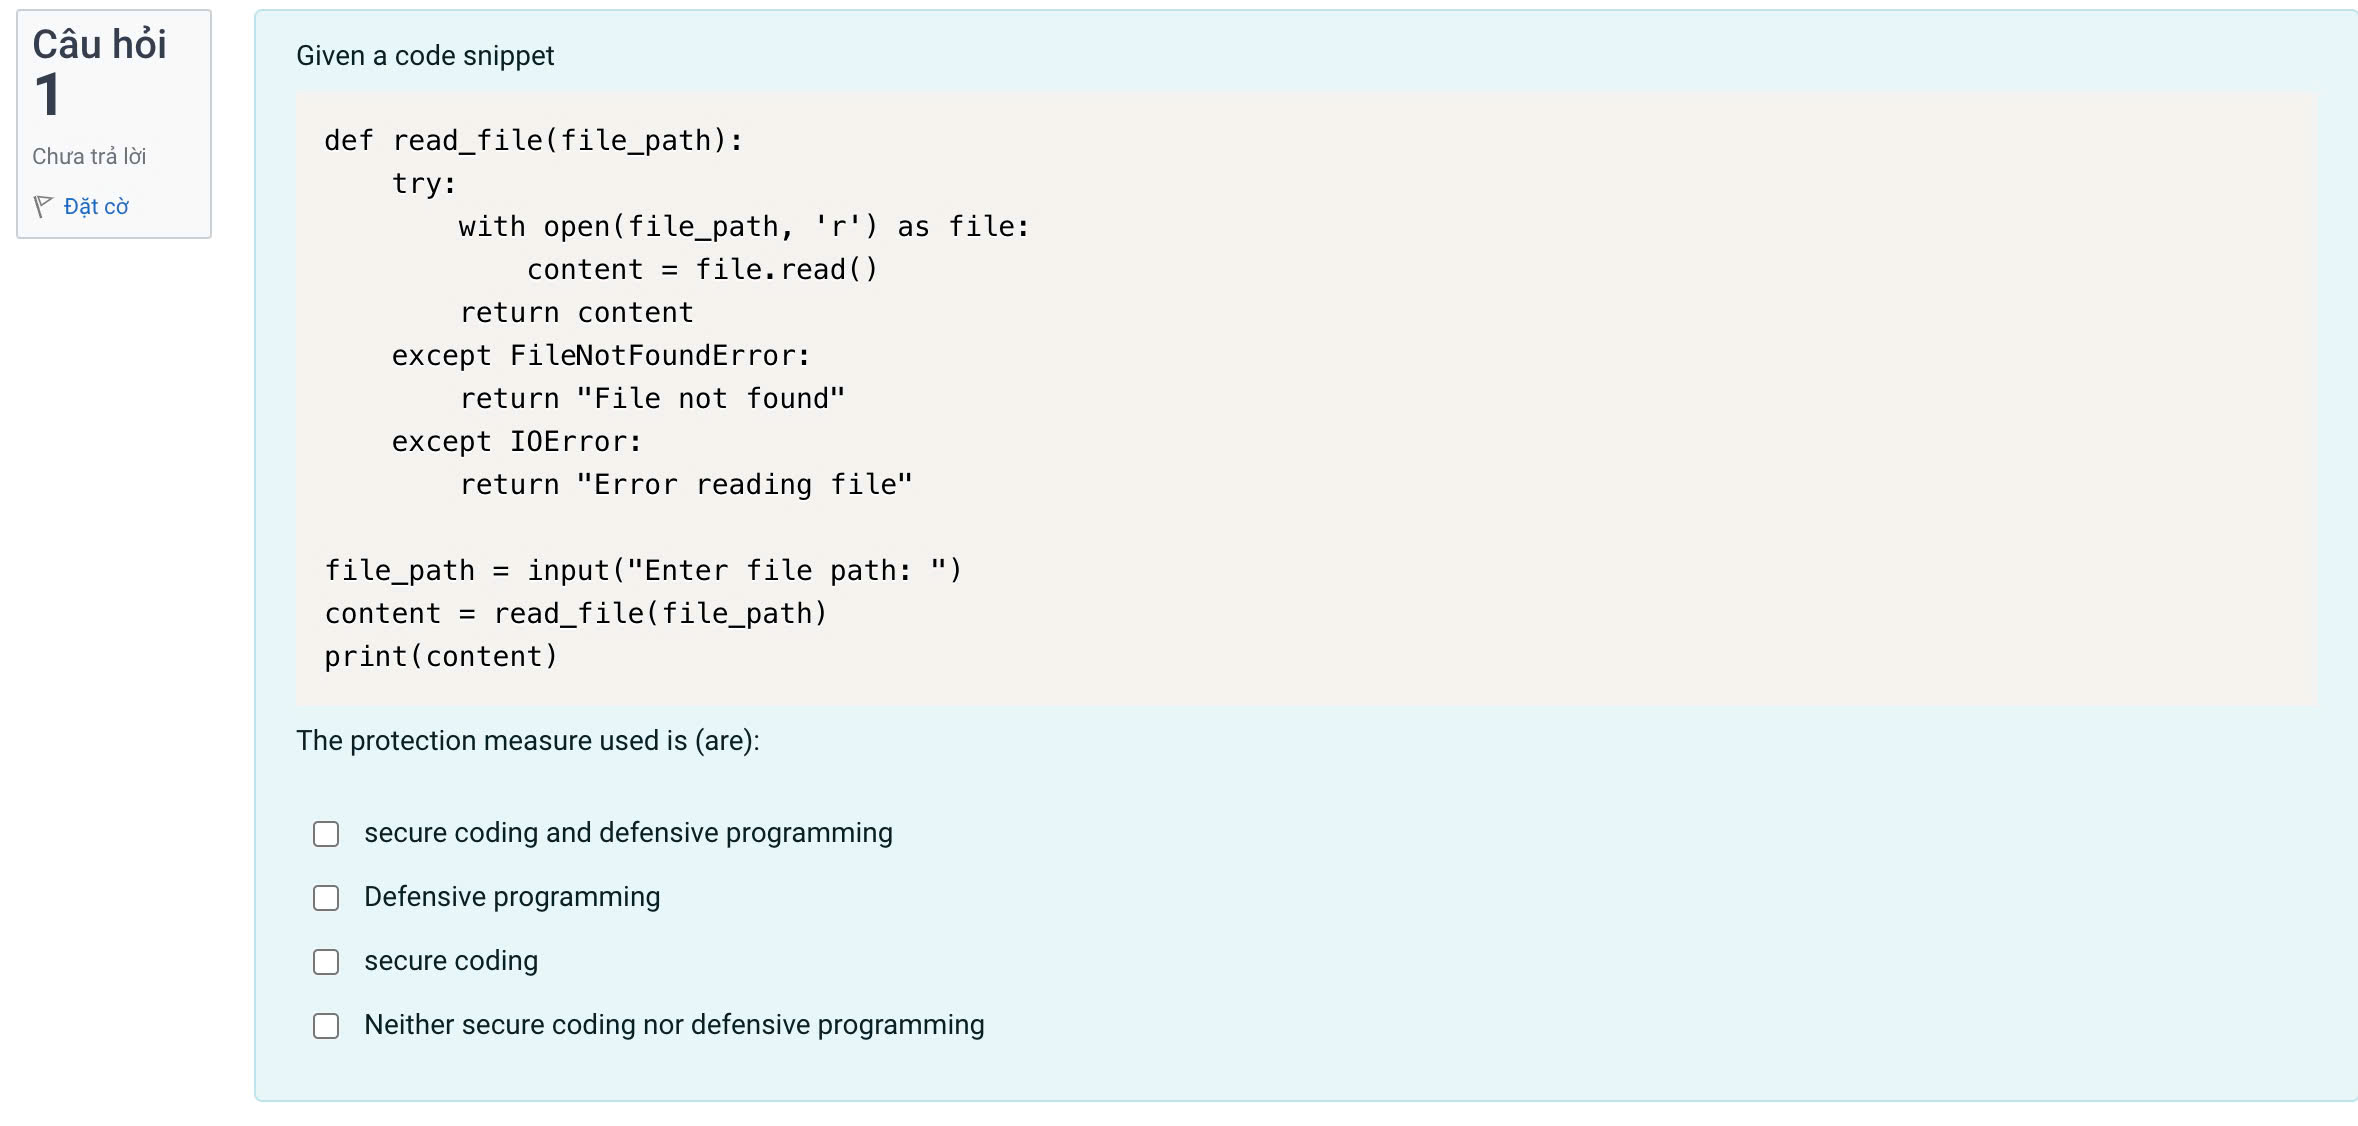 Câu hỏi
1
Chưa trả lời
Đặt cờ
Given a code snippet
def read_file(file_path):
    try:
        with open(file_path, 'r') as file:
            content = file.read()
        return content
    except FileNotFoundError:
        return "File not found"
    except IOError:
        return "Error reading file"

file_path = input("Enter file path: ")
content = read_file(file_path)
print(content)
The protection measure used is (are):
secure coding and defensive programming
Defensive programming
secure coding
Neither secure coding nor defensive programming